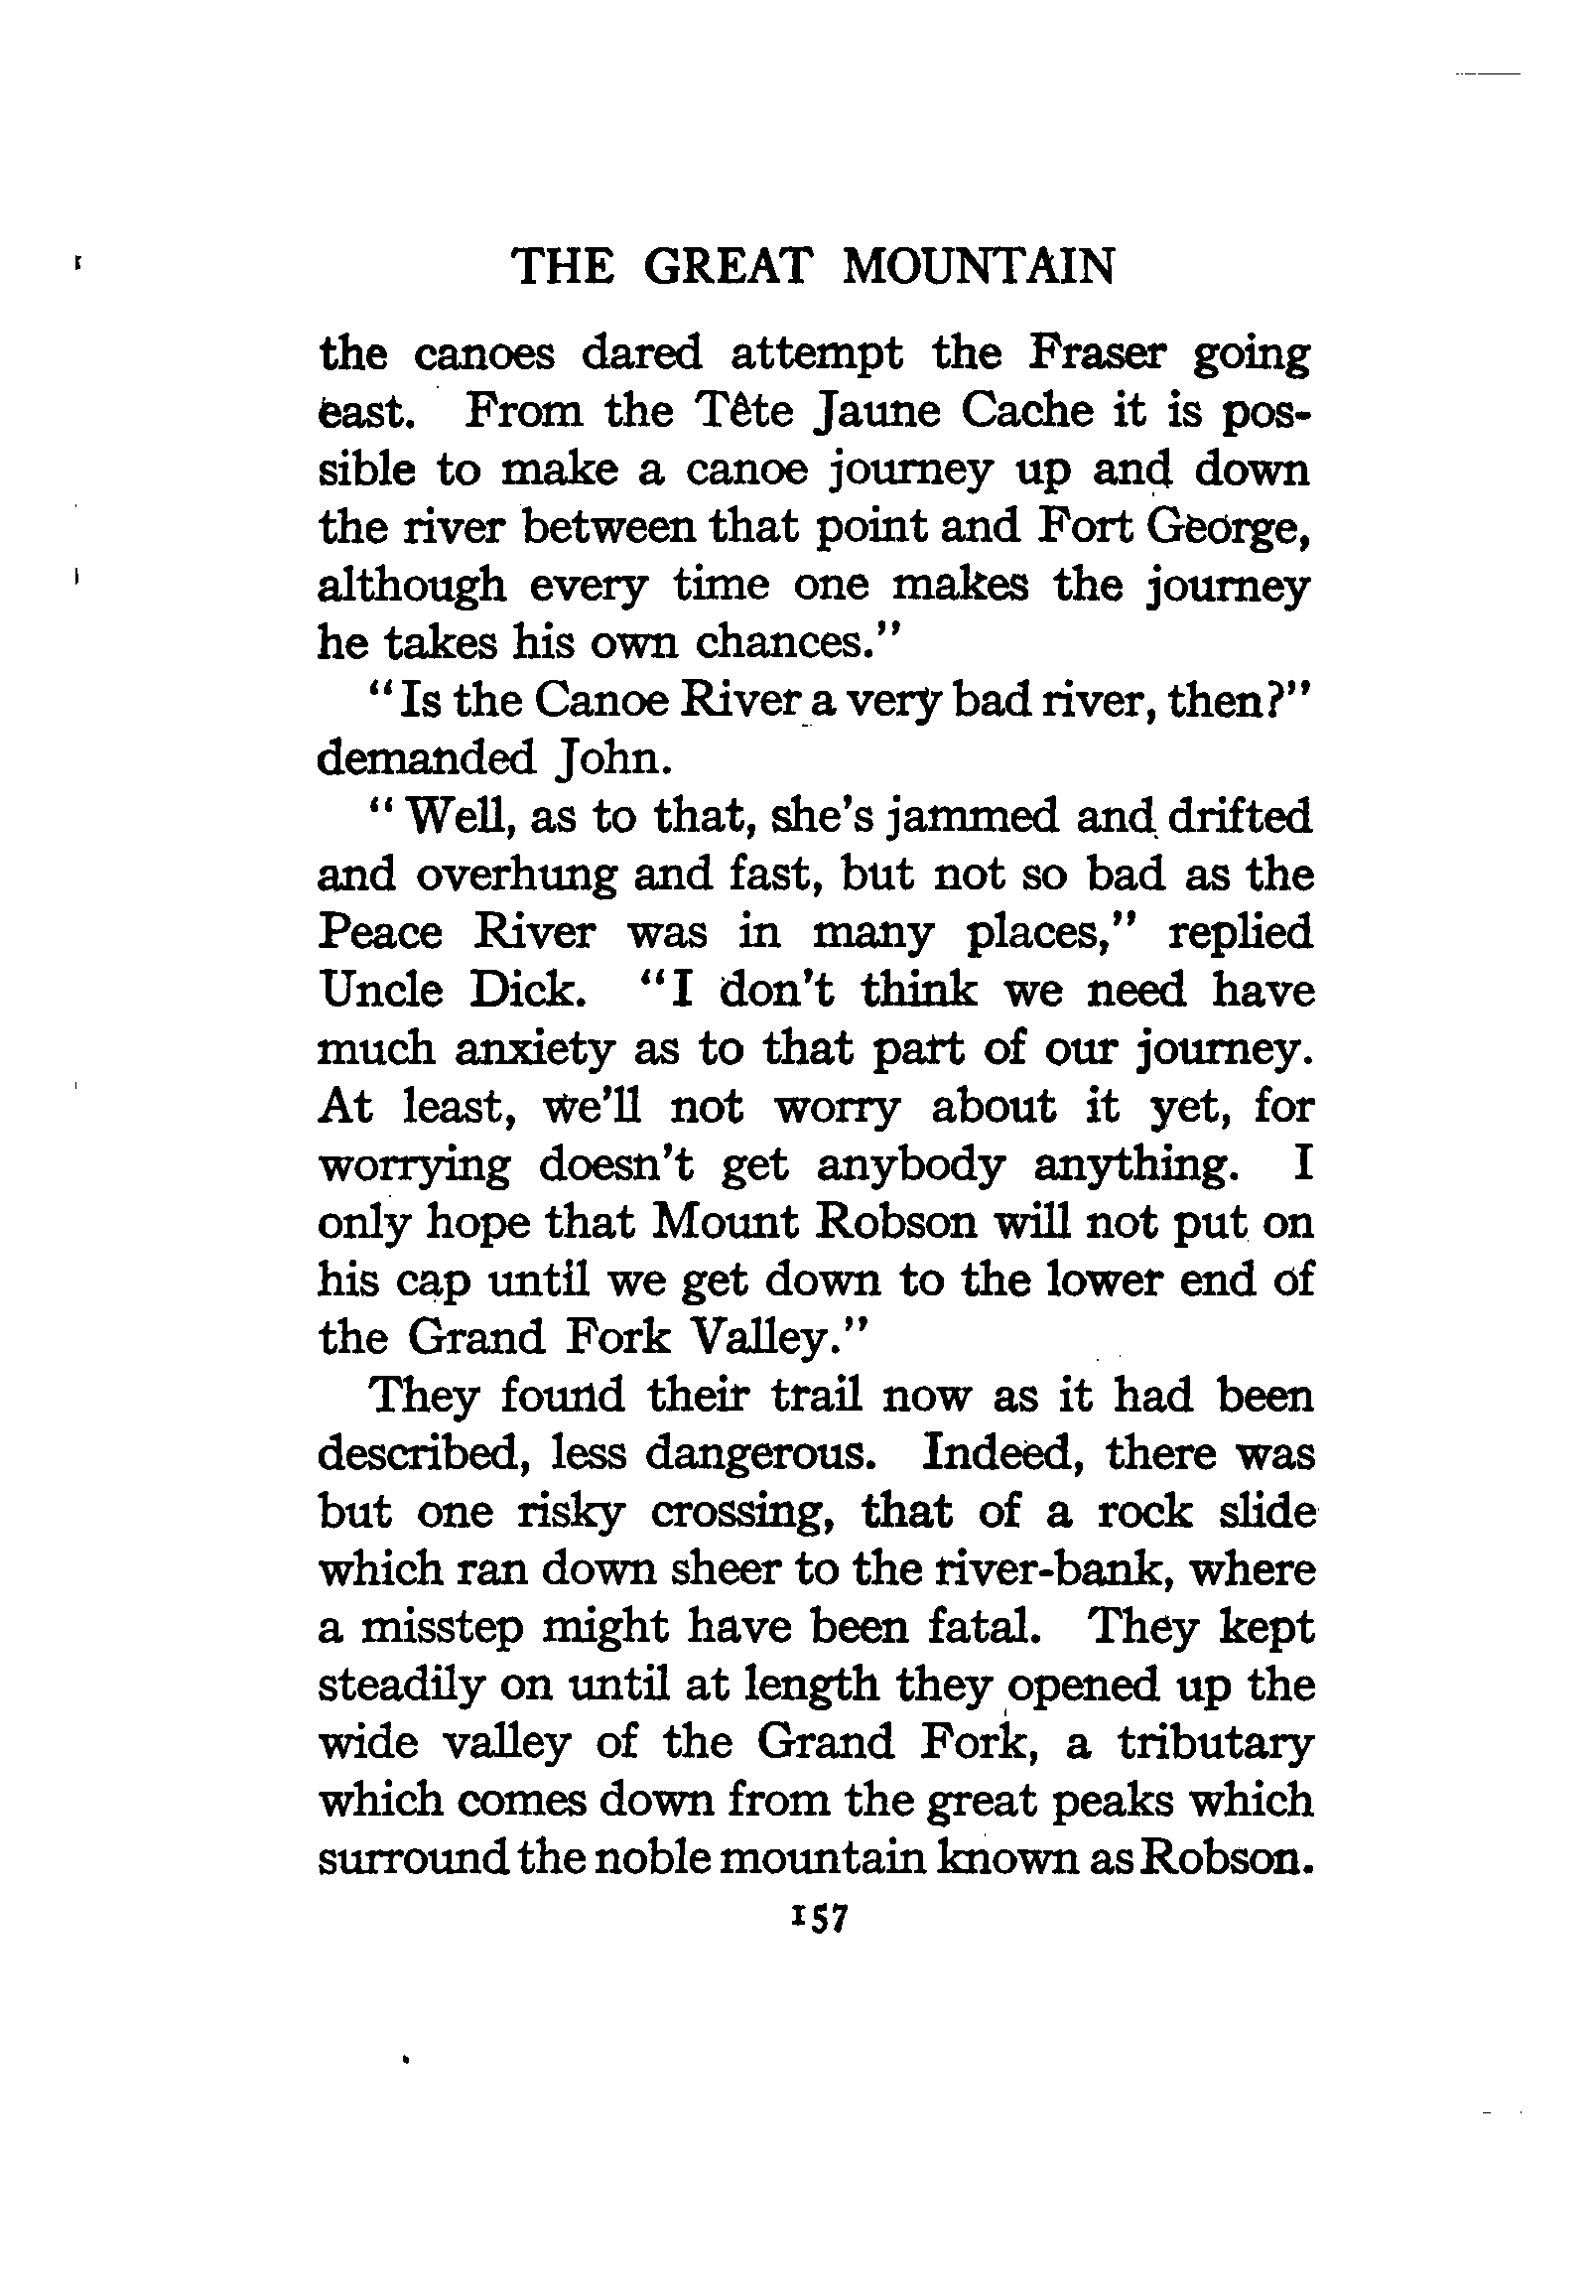 THE GREAT MOUNTAIN
the canoes dared attempt the Fraser going
east. From the Tête Jaune Cache it is pos-
sible to make a canoe journey up and down
the river between that point and Fort George,
although every time one makes the journey
he takes his own chances."
"Is the Canoe River a very bad river, then?"
demanded John.
"Well, as to that, she's jammed and drifted
and overhung and fast, but not so bad as the
Peace River was in many places," replied
Uncle Dick. "I don't think we need have
much anxiety as to that part of our journey.
At least, we'll not worry about it yet, for
worrying doesn't get anybody anything. I
only hope that Mount Robson will not put on
his cap until we get down to the lower end of
the Grand Fork Valley."
They found their trail now as it had been
described, less dangerous. Indeed, there was
but one risky crossing, that of a rock slide
which ran down sheer to the river-bank, where
a misstep might have been fatal. They kept
steadily on until at length they opened up the
wide valley of the Grand Fork, a tributary
which comes down from the great peaks which
surround the noble mountain known as Robson.
157